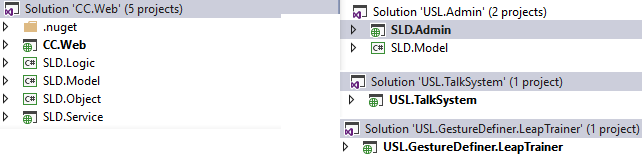 Solution 'CC.Web' (5 projects)
.nuget
CC.Web
C# SLD.Logic
C# SLD.Model
C# SLD.Object
SLD.Service
Solution 'USL.Admin' (2 projects)
SLD.Admin
C# SLD.Model
Solution 'USL.TalkSystem' (1 project)
USL.TalkSystem
Solution 'USL.GestureDefiner.LeapTrainer' (1 project)
USL.GestureDefiner.LeapTrainer